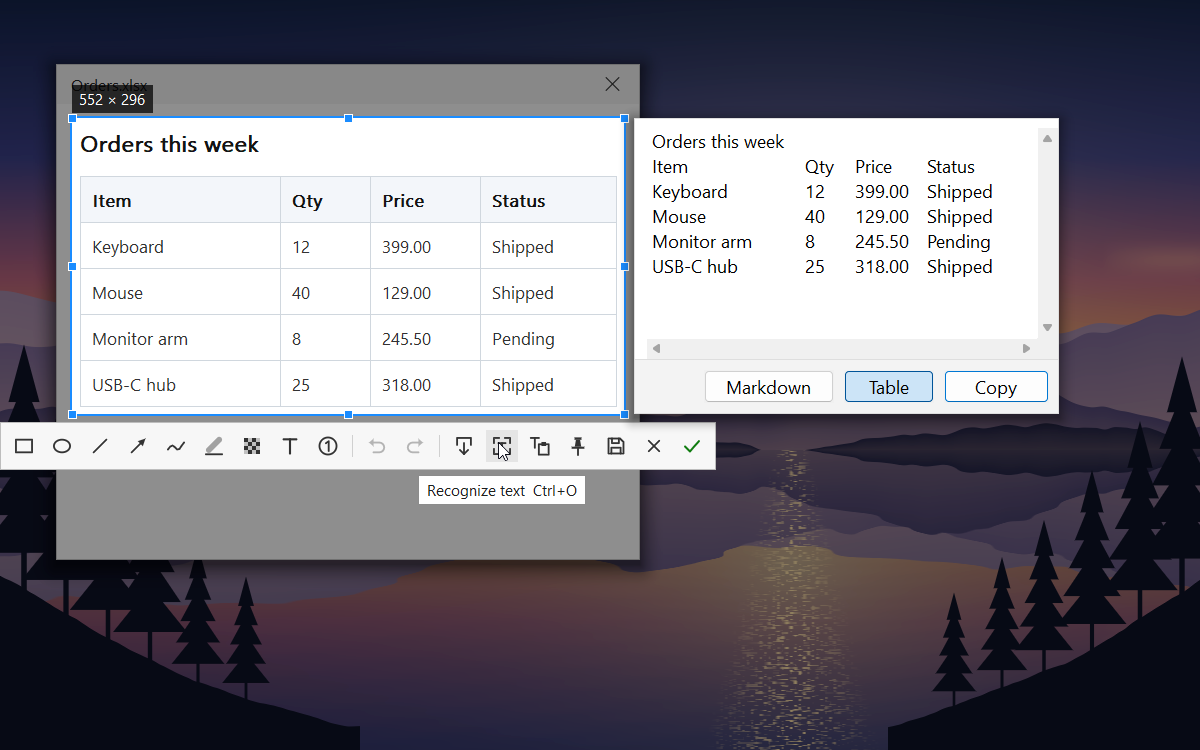 Orders.xlsx
552 × 296
Orders this week
Item Qty Price Status
Keyboard 12 399.00 Shipped
Mouse 40 129.00 Shipped
Monitor arm 8 245.50 Pending
USB-C hub 25 318.00 Shipped
Orders this week
Item Qty Price Status
Keyboard 12 399.00 Shipped
Mouse 40 129.00 Shipped
Monitor arm 8 245.50 Pending
USB-C hub 25 318.00 Shipped
Markdown Table Copy
T 1 T
Recognize text Ctrl+O